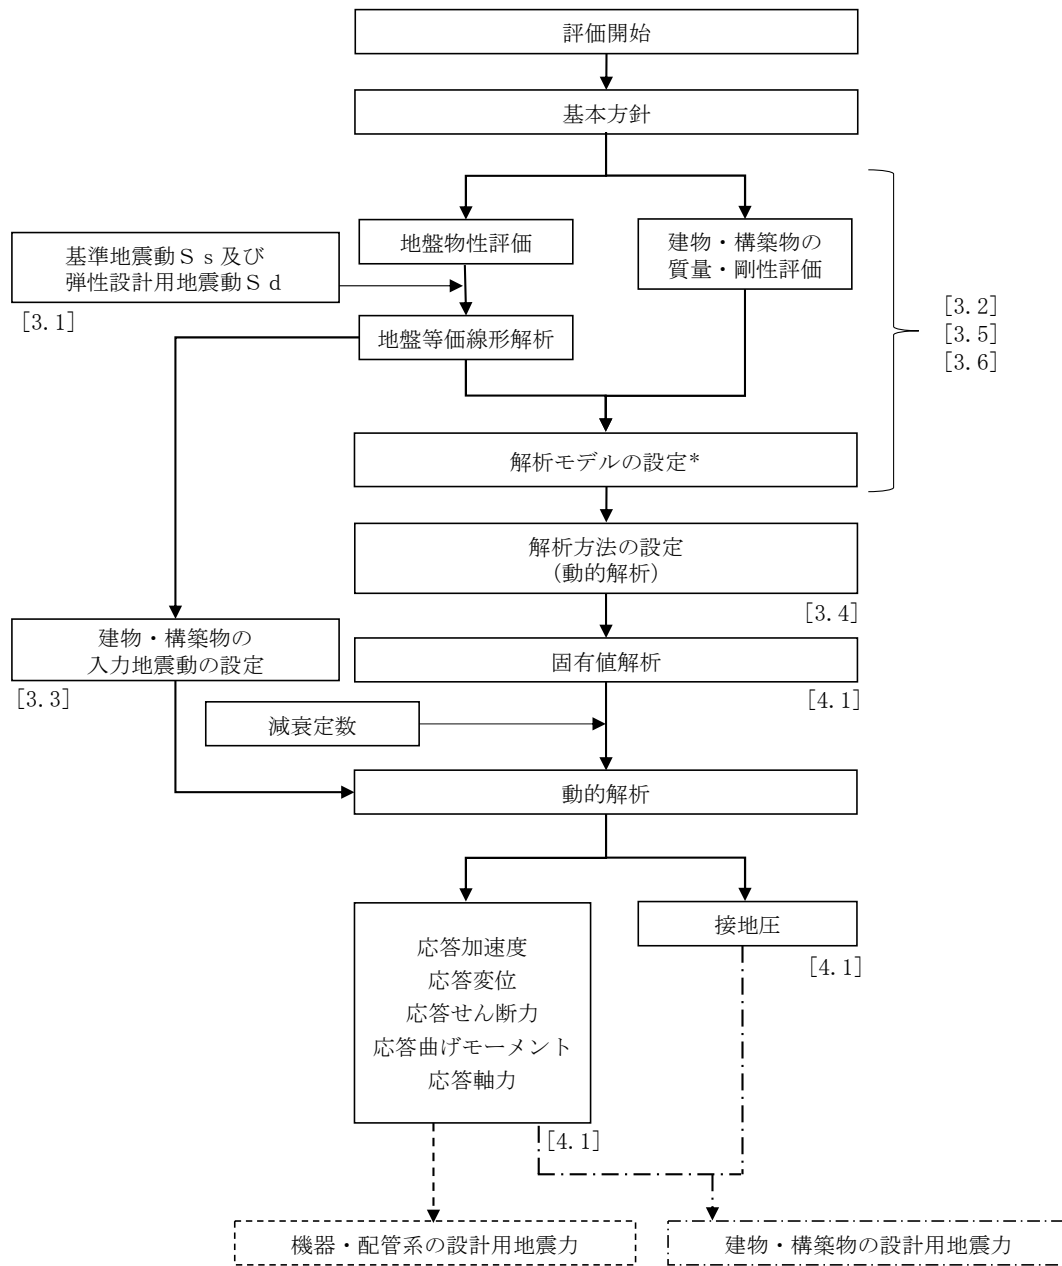 評価開始
基本方針
地盤物性評価
建物・構築物の
質量・剛性評価
基準地震動Ｓｓ及び
弾性設計用地震動Ｓｄ
[3.1]
[3.2]
[3.5]
[3.6]
地盤等価線形解析
解析モデルの設定*
解析方法の設定
(動的解析)
[3.4]
建物・構築物の
入力地震動の設定
[3.3]
固有値解析
[4.1]
減衰定数
動的解析
応答加速度
応答変位
応答せん断力
応答曲げモーメント
応答軸力
[4.1]
接地圧
[4.1]
機器・配管系の設計用地震力
建物・構築物の設計用地震力